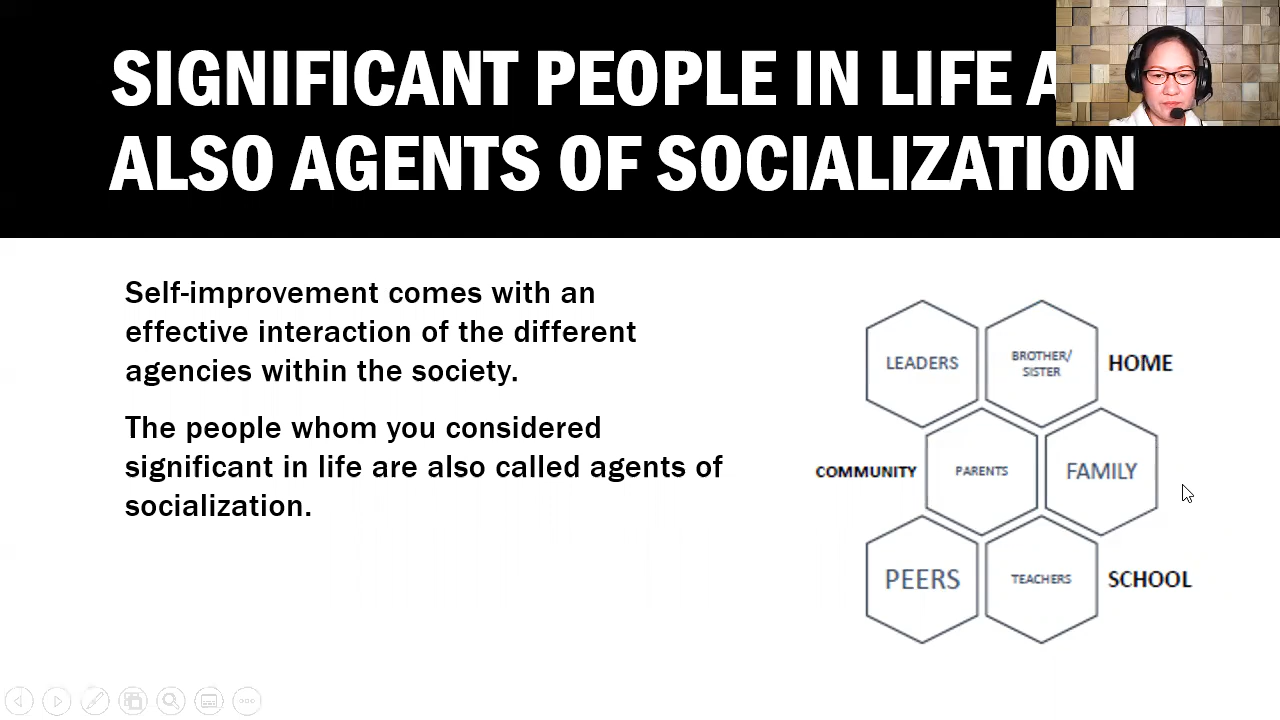 SIGNIFICANT PEOPLE IN LIFE
ALSO AGENTS OF SOCIALIZATION
Self-improvement comes with an
effective interaction of the different
agencies within the society.
The people whom you considered
significant in life are also called agents of
socialization.
LEADERS
BROTHER/
SISTER
HOME
COMMUNITY
PARENTS
FAMILY
PEERS
TEACHERS
SCHOOL